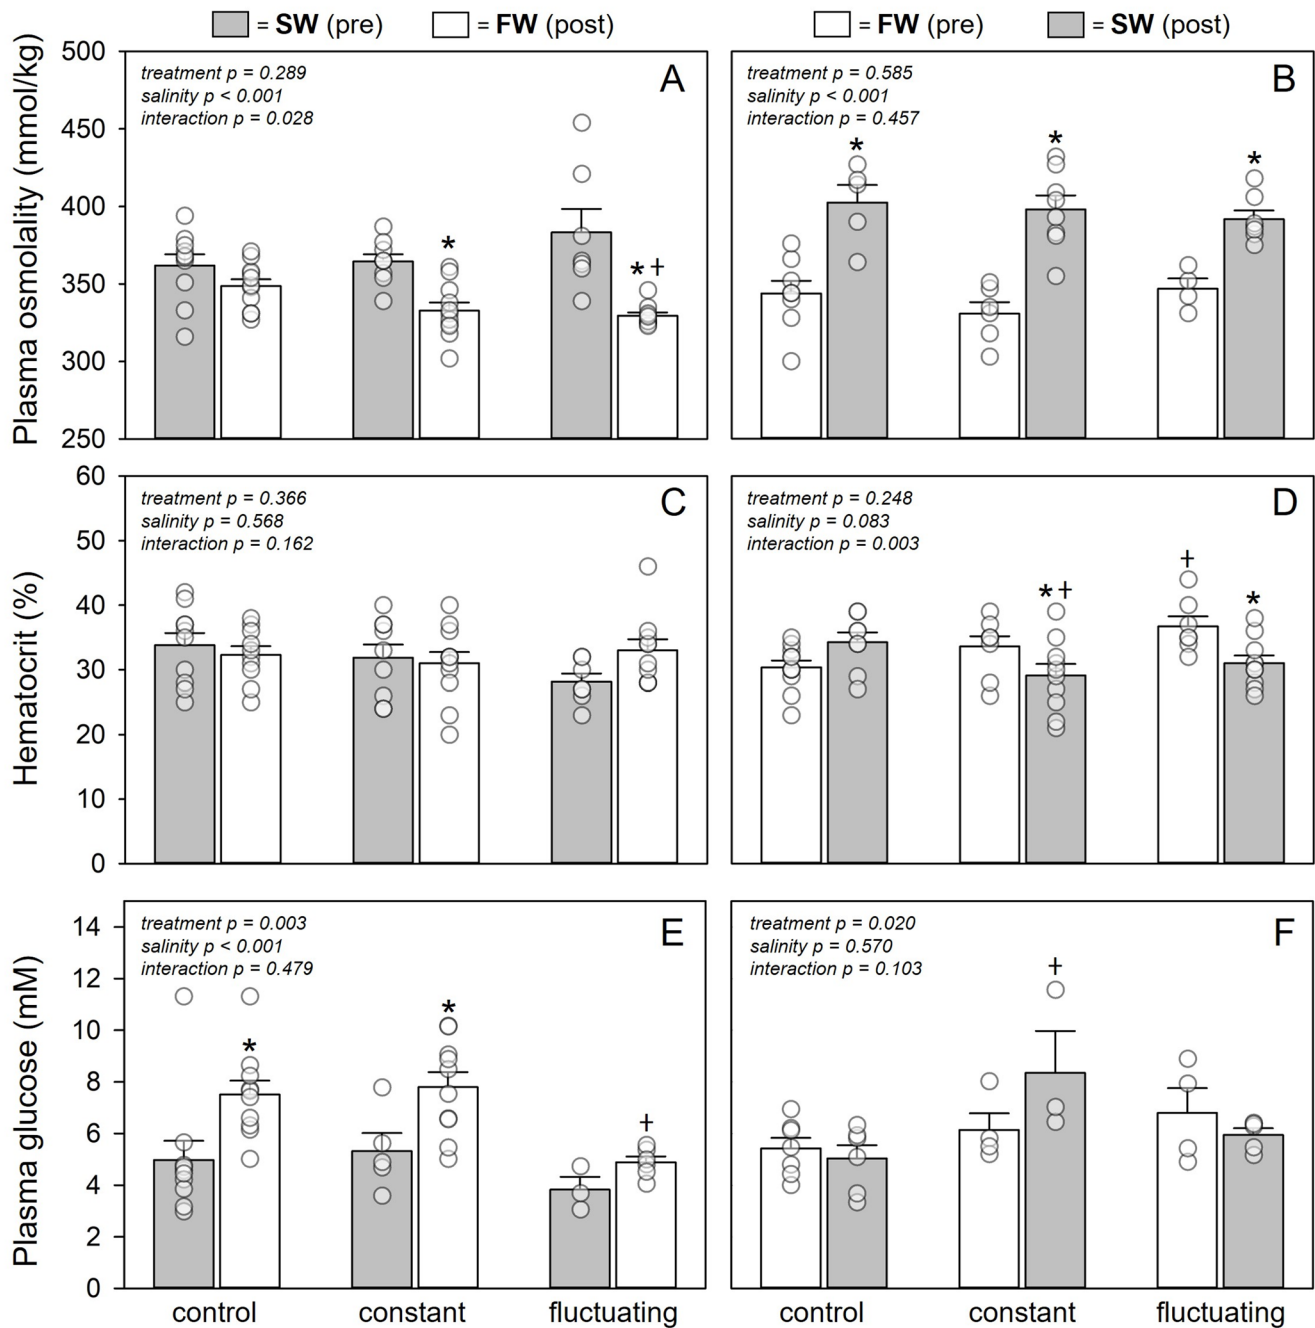 = SW (pre) = FW (post)
= FW (pre) = SW (post)
Plasma osmolality (mmol/kg)
500
450
400
350
300
250
treatment p = 0.289
salinity p < 0.001
interaction p = 0.028
A
*
* †
treatment p = 0.585
salinity p < 0.001
interaction p = 0.457
B
*
*
*
Hematocrit (%)
60
50
40
30
20
10
0
treatment p = 0.366
salinity p = 0.568
interaction p = 0.162
C
treatment p = 0.248
salinity p = 0.083
interaction p = 0.003
D
* †
†
*
Plasma glucose (mM)
14
12
10
8
6
4
2
0
treatment p = 0.003
salinity p < 0.001
interaction p = 0.479
E
*
*
†
treatment p = 0.020
salinity p = 0.570
interaction p = 0.103
F
†
control constant fluctuating
control constant fluctuating